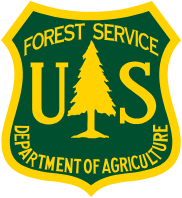 FOREST SERVICE
U S
DEPARTMENT OF AGRICULTURE